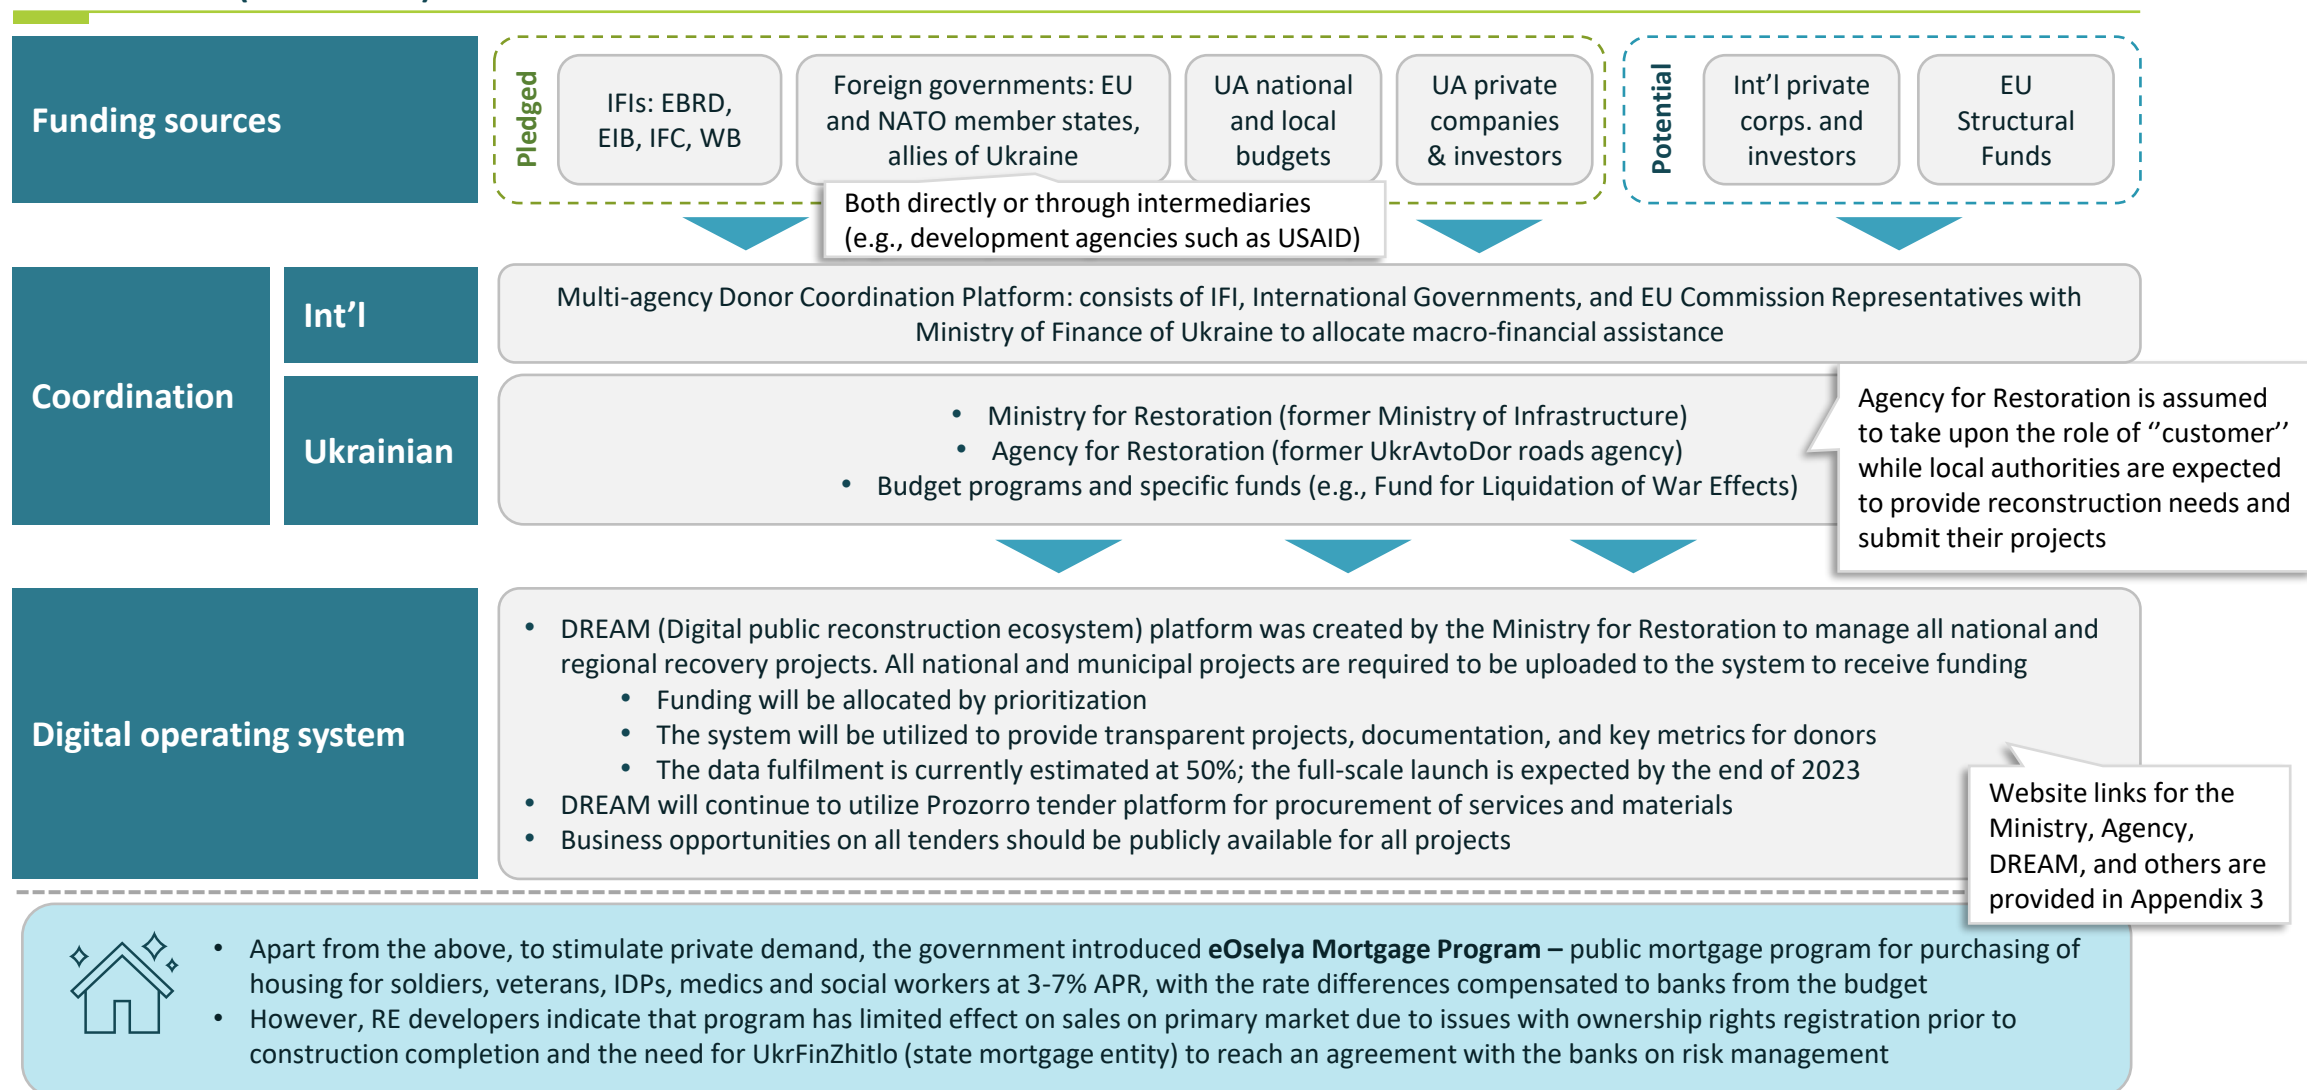 Funding sources
Pledged
IFIs: EBRD,
EIB, IFC, WB
Foreign governments: EU
and NATO member states,
allies of Ukraine
UA national
and local
budgets
UA private
companies
& investors
Potential
Int'l private
corps. and
investors
EU
Structural
Funds
Both directly or through intermediaries
(e.g., development agencies such as USAID)
Coordination
Int'l
Multi-agency Donor Coordination Platform: consists of IFI, International Governments, and EU Commission Representatives with
Ministry of Finance of Ukraine to allocate macro-financial assistance
Ukrainian
• Ministry for Restoration (former Ministry of Infrastructure)
• Agency for Restoration (former UkrAvtoDor roads agency)
• Budget programs and specific funds (e.g., Fund for Liquidation of War Effects)
Agency for Restoration is assumed
to take upon the role of ‘’customer’’
while local authorities are expected
to provide reconstruction needs and
submit their projects
Digital operating system
• DREAM (Digital public reconstruction ecosystem) platform was created by the Ministry for Restoration to manage all national and
regional recovery projects. All national and municipal projects are required to be uploaded to the system to receive funding
• Funding will be allocated by prioritization
• The system will be utilized to provide transparent projects, documentation, and key metrics for donors
• The data fulfilment is currently estimated at 50%; the full-scale launch is expected by the end of 2023
• DREAM will continue to utilize Prozorro tender platform for procurement of services and materials
• Business opportunities on all tenders should be publicly available for all projects
Website links for the
Ministry, Agency,
DREAM, and others are
provided in Appendix 3
• Apart from the above, to stimulate private demand, the government introduced eOselya Mortgage Program – public mortgage program for purchasing of
housing for soldiers, veterans, IDPs, medics and social workers at 3-7% APR, with the rate differences compensated to banks from the budget
• However, RE developers indicate that program has limited effect on sales on primary market due to issues with ownership rights registration prior to
construction completion and the need for UkrFinZhitlo (state mortgage entity) to reach an agreement with the banks on risk management